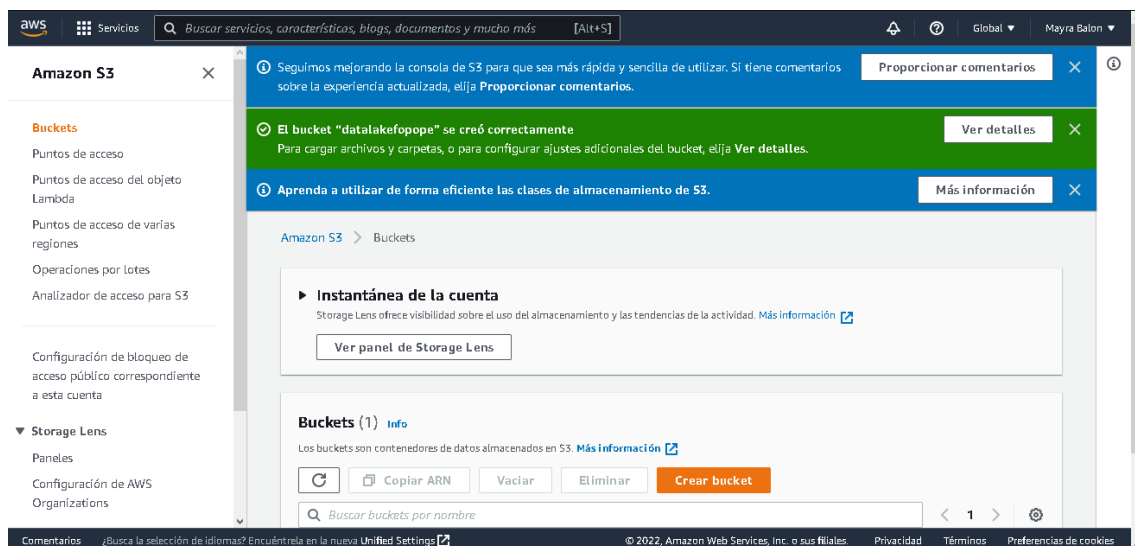 aws
Servicios
Buscar servicios, características, blogs, documentos y mucho más
[Alt+S]
Global
Mayra Balon
Amazon S3
Buckets
Puntos de acceso
Puntos de acceso del objeto
Lambda
Puntos de acceso de varias
regiones
Operaciones por lotes
Analizador de acceso para S3
Configuración de bloqueo de
acceso público correspondiente
a esta cuenta
Storage Lens
Paneles
Configuración de AWS
Organizations
Seguimos mejorando la consola de S3 para que sea más rápida y sencilla de utilizar. Si tiene comentarios
sobre la experiencia actualizada, elija Proporcionar comentarios.
Proporcionar comentarios
El bucket “datalakefopope” se creó correctamente
Para cargar archivos y carpetas, o para configurar ajustes adicionales del bucket, elija Ver detalles.
Ver detalles
Aprenda a utilizar de forma eficiente las clases de almacenamiento de S3.
Más información
Amazon S3 > Buckets
Instantánea de la cuenta
Storage Lens ofrece visibilidad sobre el uso del almacenamiento y las tendencias de la actividad. Más información
Ver panel de Storage Lens
Buckets (1) Info
Los buckets son contenedores de datos almacenados en S3. Más información
Copiar ARN
Vaciar
Eliminar
Crear bucket
Buscar buckets por nombre
1
Comentarios
¿Busca la selección de idiomas? Encuéntrela en la nueva Unified Settings
© 2022, Amazon Web Services, Inc. o sus filiales.
Privacidad
Términos
Preferencias de cookies